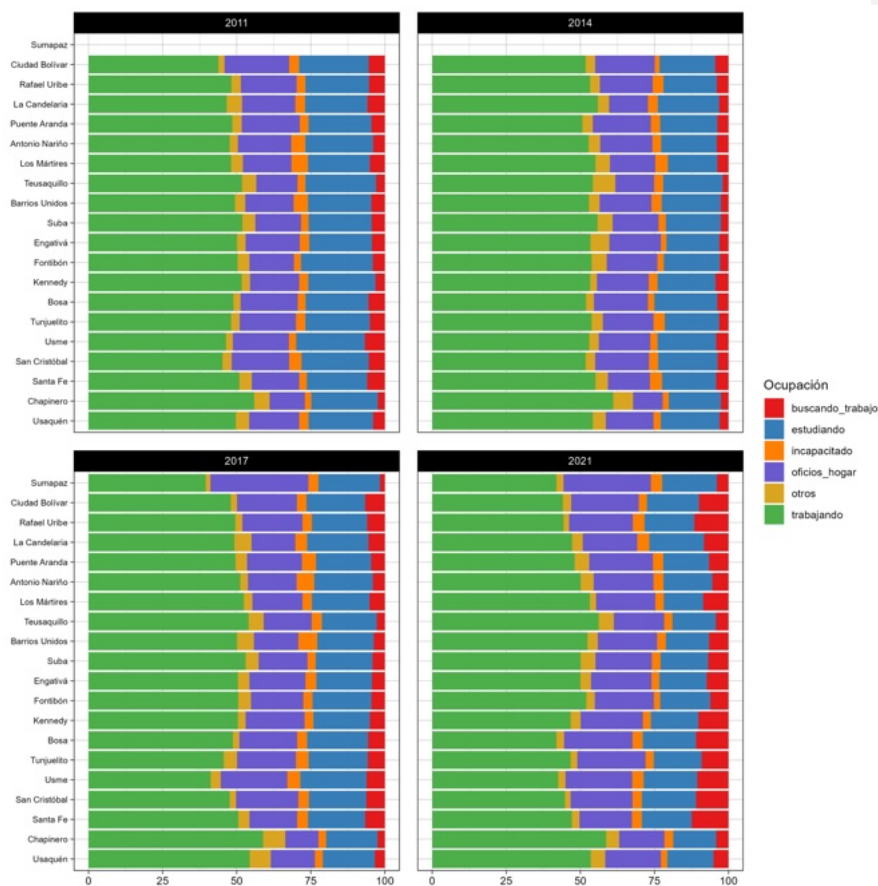 2011
2014
Sumapaz
Ciudad Bolívar
Rafael Uribe
La Candelaria
Puente Aranda
Antonio Nariño
Los Mártires
Teusaquillo
Barrios Unidos
Suba
Engativá
Fontibón
Kennedy
Bosa
Tunjuelito
Usme
San Cristóbal
Santa Fe
Chapinero
Usaquén
2017
2021
Sumapaz
Ciudad Bolívar
Rafael Uribe
La Candelaria
Puente Aranda
Antonio Nariño
Los Mártires
Teusaquillo
Barrios Unidos
Suba
Engativá
Fontibón
Kennedy
Bosa
Tunjuelito
Usme
San Cristóbal
Santa Fe
Chapinero
Usaquén
0 25 50 75 100
0 25 50 75 100
Ocupación
buscando_trabajo
estudiando
incapacitado
oficios_hogar
otros
trabajando